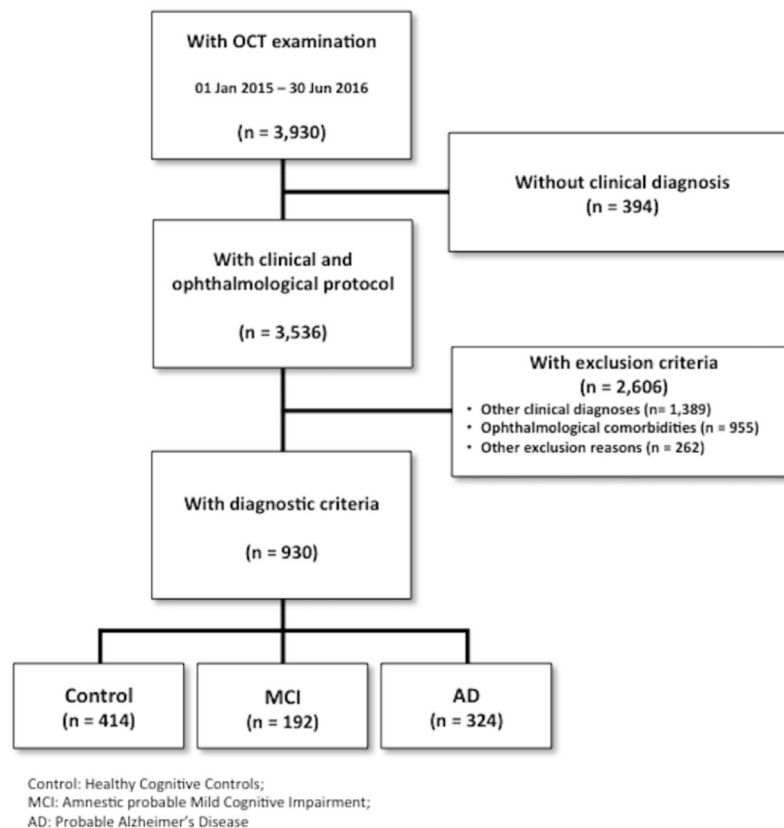 With OCT examination
01 Jan 2015 – 30 Jun 2016
(n = 3,930)
Without clinical diagnosis
(n = 394)
With clinical and
ophthalmological protocol
(n = 3,536)
With exclusion criteria
(n = 2,606)
• Other clinical diagnoses (n= 1,389)
• Ophthalmological comorbidities (n = 955)
• Other exclusion reasons (n = 262)
With diagnostic criteria
(n = 930)
Control
(n = 414)
MCI
(n = 192)
AD
(n = 324)
Control: Healthy Cognitive Controls;
MCI: Amnestic probable Mild Cognitive Impairment;
AD: Probable Alzheimer's Disease